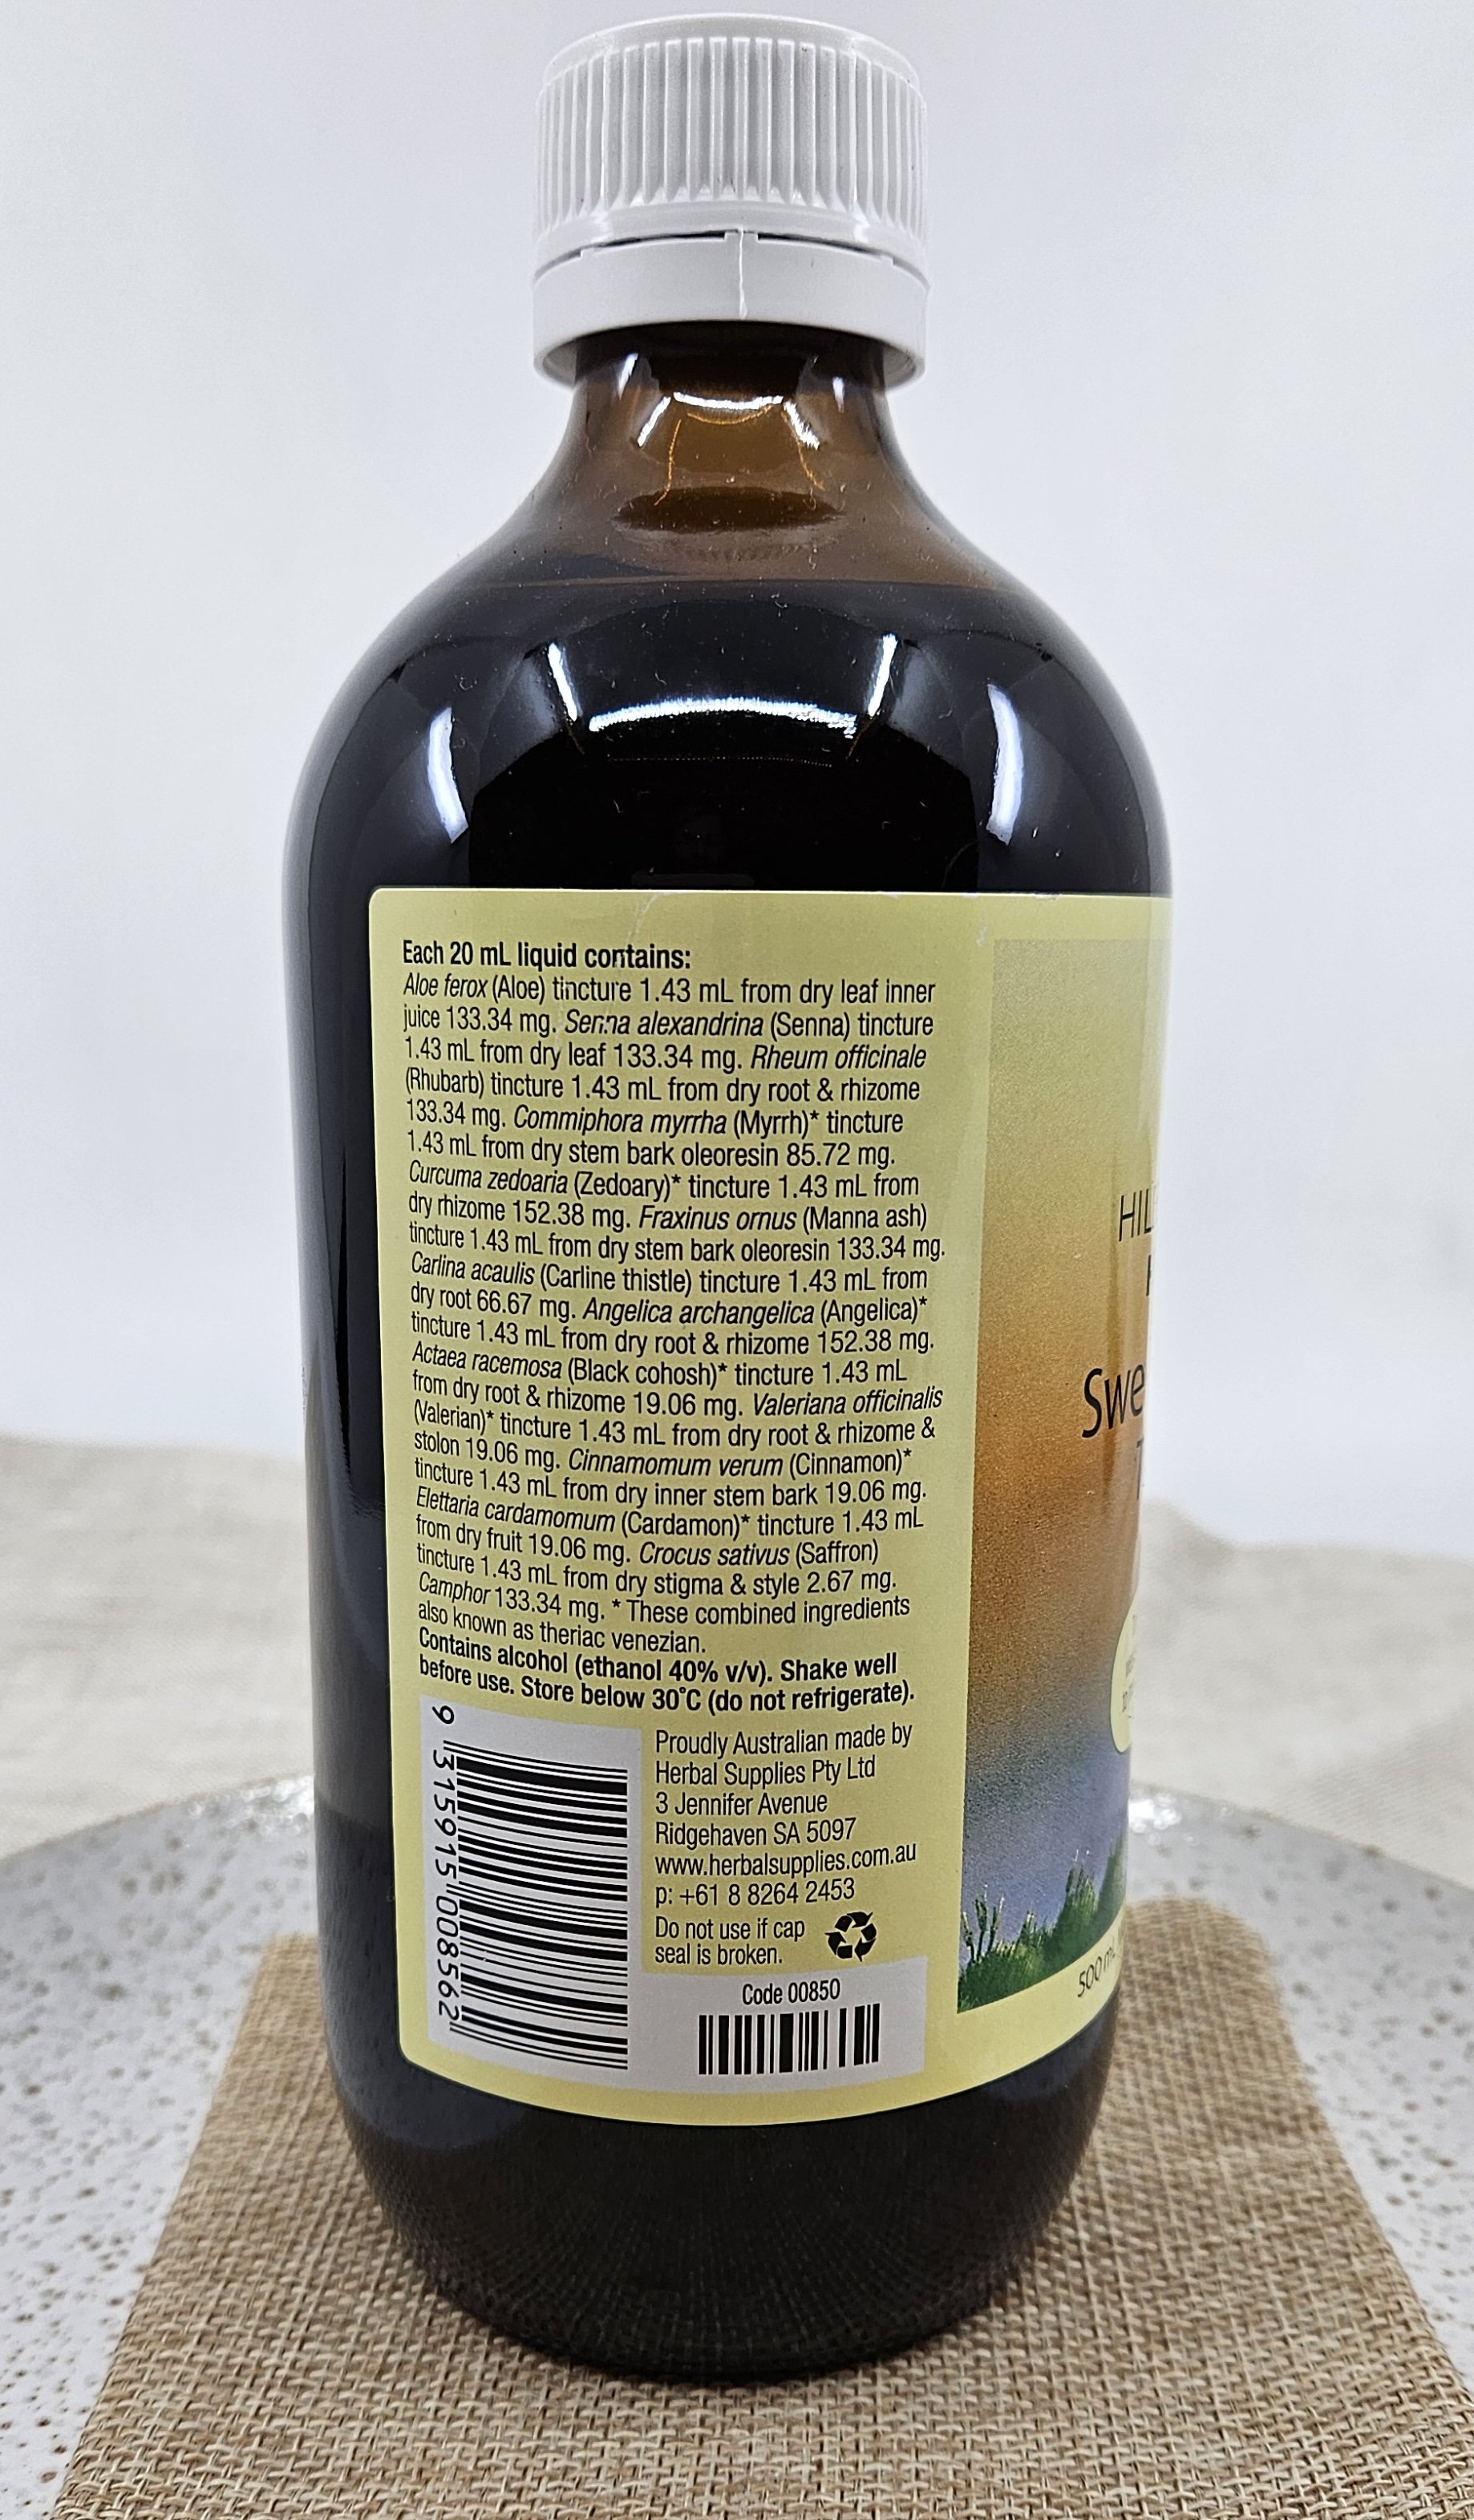 Each 20 mL liquid contains:
Aloe ferox (Aloe) tincture 1.43 mL from dry leaf inner
juice 133.34 mg. Senna alexandrina (Senna) tincture
1.43 mL from dry leaf 133.34 mg. Rheum officinale
(Rhubarb) tincture 1.43 mL from dry root & rhizome
133.34 mg. Commiphora myrrha (Myrrh)* tincture
1.43 mL from dry stem bark oleoresin 85.72 mg.
Curcuma zedoaria (Zedoary)* tincture 1.43 mL from
dry rhizome 152.38 mg. Fraxinus ornus (Manna ash)
tincture 1.43 mL from dry stem bark oleoresin 133.34 mg.
Carlina acaulis (Carline thistle) tincture 1.43 mL from
dry root 66.67 mg. Angelica archangelica (Angelica)*
tincture 1.43 mL from dry root & rhizome 152.38 mg.
Actaea racemosa (Black cohosh)* tincture 1.43 mL
from dry root & rhizome 19.06 mg. Valeriana officinalis
(Valerian)* tincture 1.43 mL from dry root & rhizome &
stolon 19.06 mg. Cinnamomum verum (Cinnamon)*
tincture 1.43 mL from dry inner stem bark 19.06 mg.
Elettaria cardamomum (Cardamon)* tincture 1.43 mL
from dry fruit 19.06 mg. Crocus sativus (Saffron)
tincture 1.43 mL from dry stigma & style 2.67 mg.
Camphor 133.34 mg. * These combined ingredients
also known as theriac venezian.
Contains alcohol (ethanol 40% v/v). Shake well
before use. Store below 30°C (do not refrigerate).
9 315915 008562
Proudly Australian made by
Herbal Supplies Pty Ltd
3 Jennifer Avenue
Ridgehaven SA 5097
www.herbalsupplies.com.au
p: +61 8 8264 2453
Do not use if cap
seal is broken.
Code 00850
HIL
Swe
500 mL